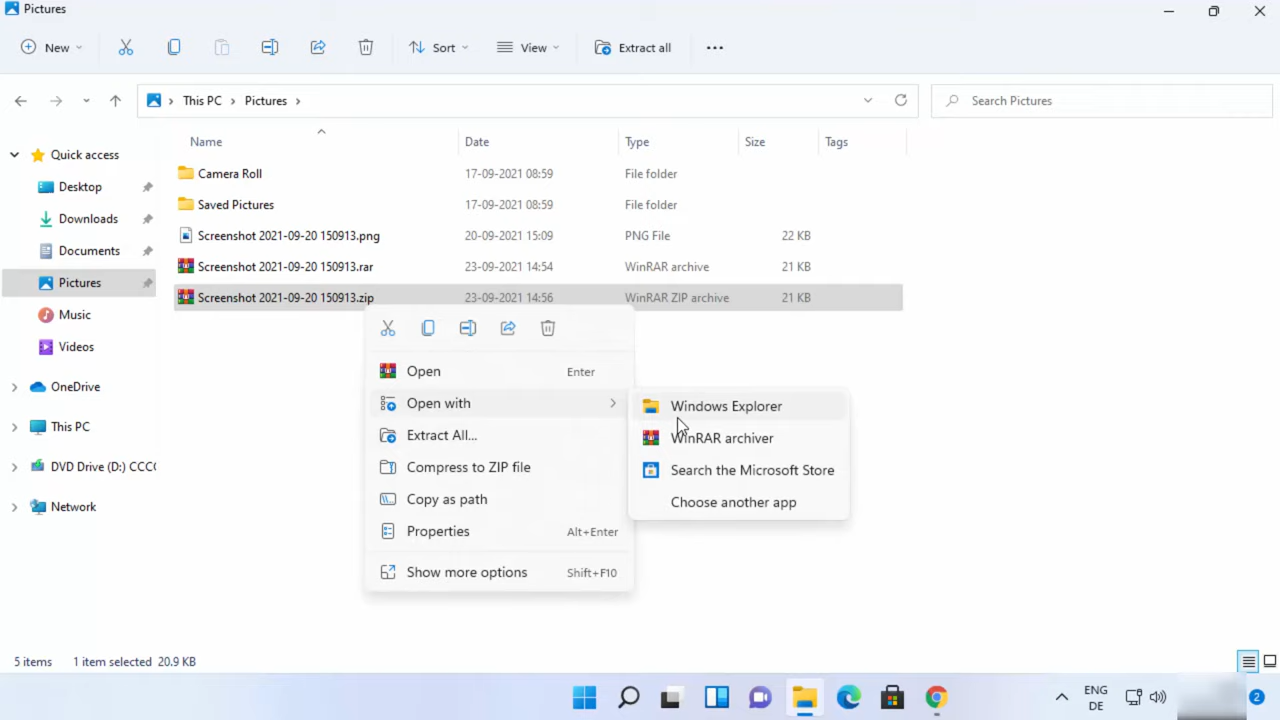 Pictures
New
Sort
View
Extract all
This PC > Pictures >
Search Pictures
Name Date Type Size Tags
Quick access
Desktop
Downloads
Documents
Pictures
Music
Videos
OneDrive
This PC
DVD Drive (D:) CCC
Network
Camera Roll 17-09-2021 08:59 File folder
Saved Pictures 17-09-2021 08:59 File folder
Screenshot 2021-09-20 150913.png 20-09-2021 15:09 PNG File 22 KB
Screenshot 2021-09-20 150913.rar 23-09-2021 14:54 WinRAR archive 21 KB
Screenshot 2021-09-20 150913.zip 23-09-2021 14:56 WinRAR ZIP archive 21 KB
Open Enter
Open with
Extract All...
Compress to ZIP file
Copy as path
Properties Alt+Enter
Show more options Shift+F10
Windows Explorer
WinRAR archiver
Search the Microsoft Store
Choose another app
5 items 1 item selected 20.9 KB
ENG
DE
2